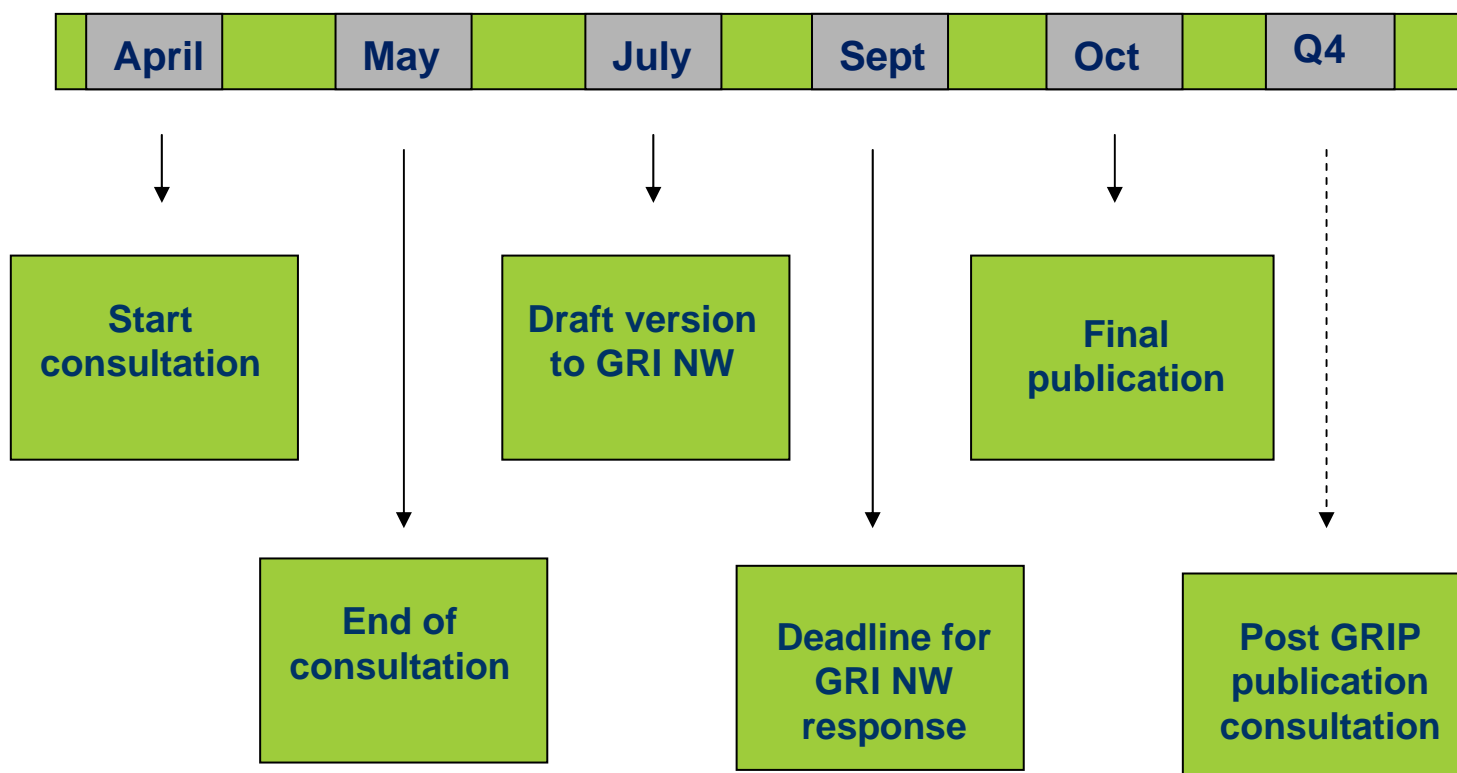 April May July Sept Oct Q4
Start
consultation
Draft version
to GRI NW
Final
publication
End of
consultation
Deadline for
GRI NW
response
Post GRIP
publication
consultation